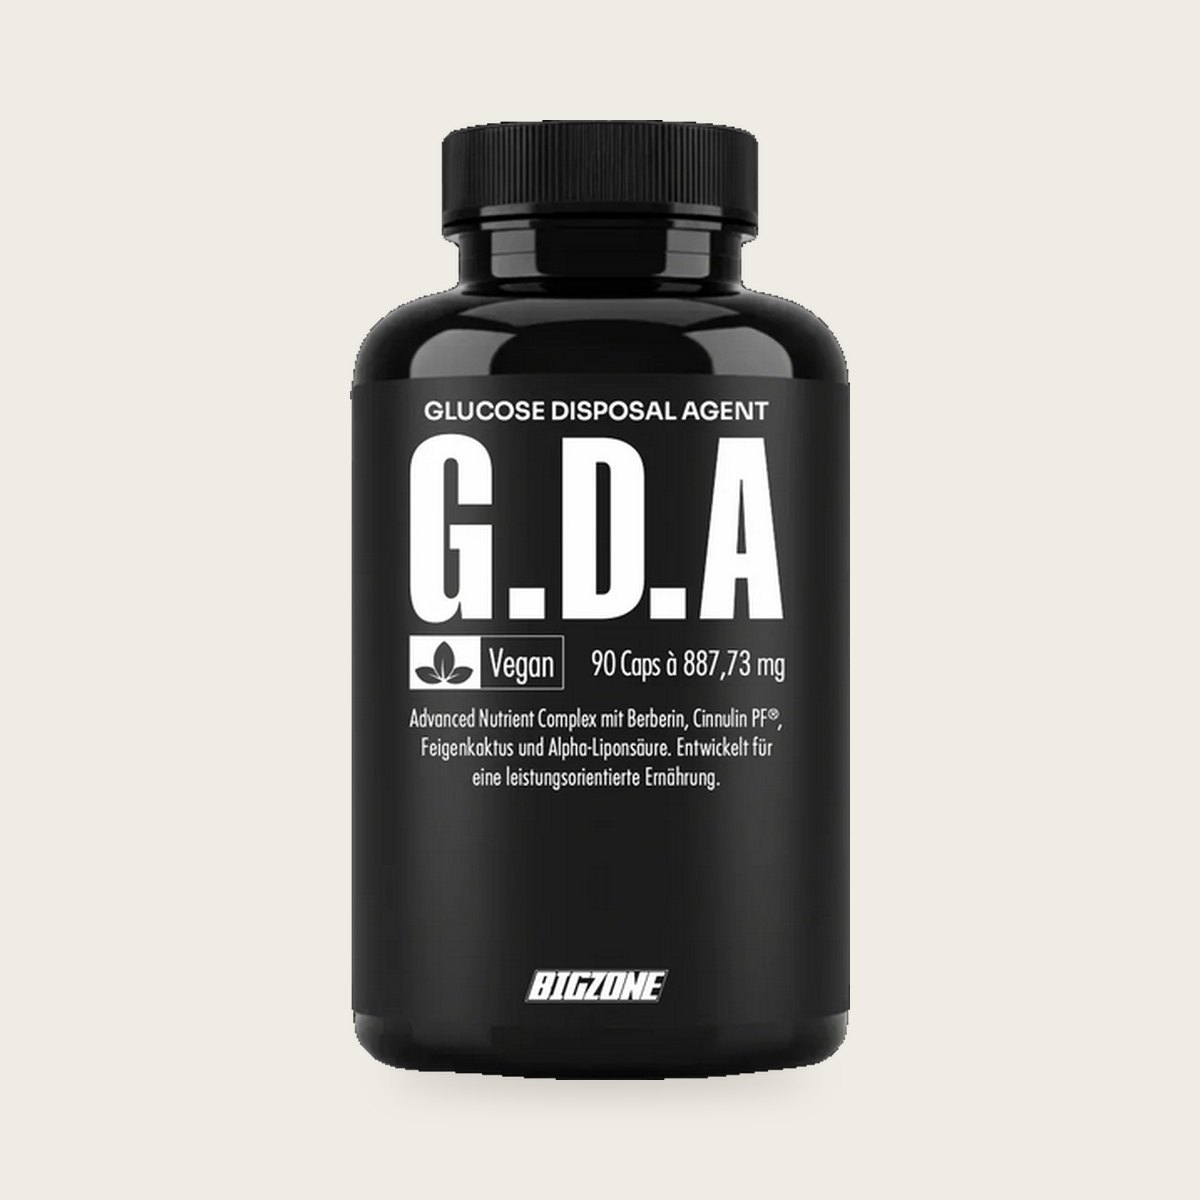 GLUCOSE DISPOSAL AGENT
G.D.A
Vegan
90 Caps à 887,73 mg
Advanced Nutrient Complex mit Berberin, Cinnulin PF®,
Feigenkaktus und Alpha-Liponsäure. Entwickelt für
eine leistungsorientierte Ernährung.
BIGZONE